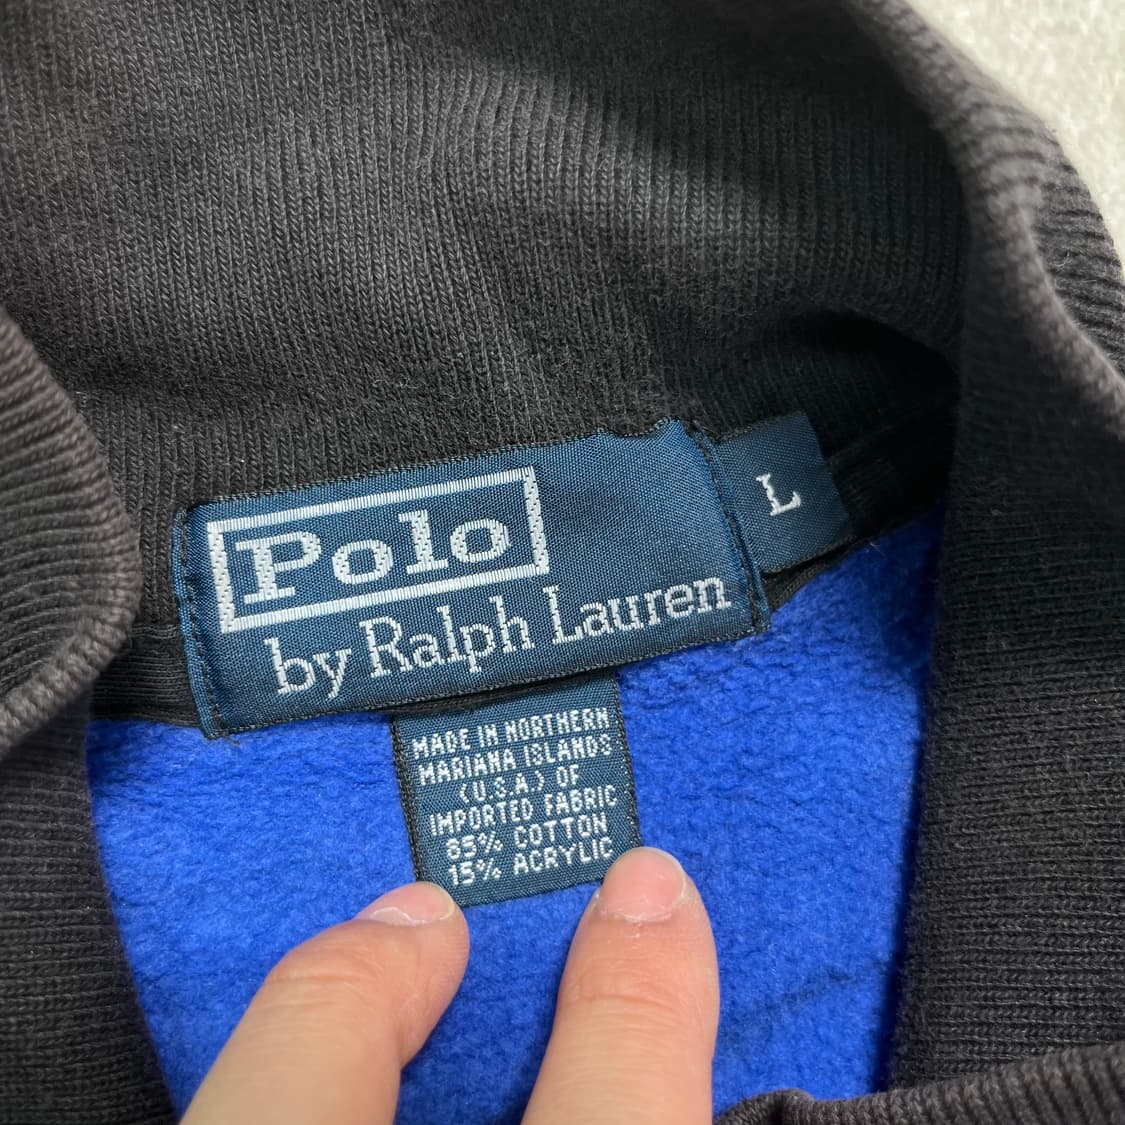 Polo
by Ralph Lauren
L
MADE IN NORTHERN
MARIANA ISLANDS
(U.S.A.) OF
IMPORTED FABRIC
85% COTTON
15% ACRYLIC